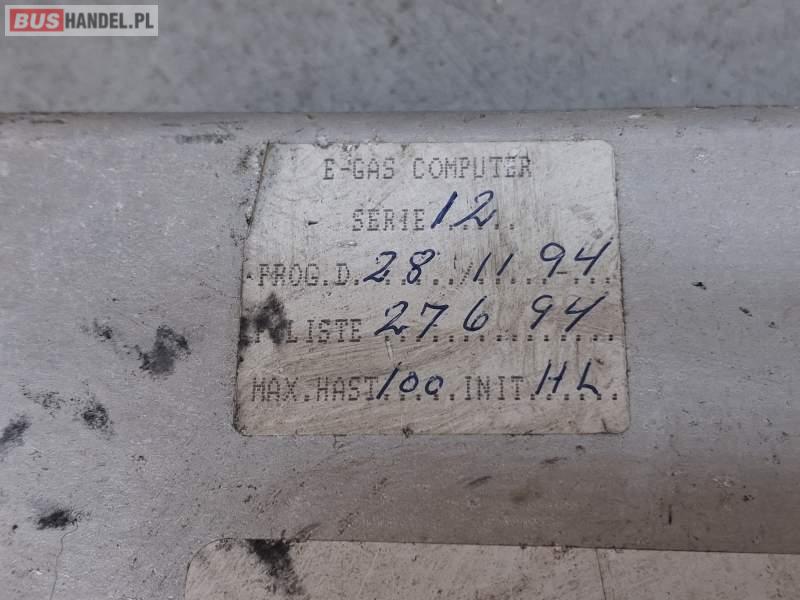 BUSHANDEL.PL
E-GAS COMPUTER
SERIE 12.....
PROG.D. 28/11-94
LISTE 276 94
MAX.HAST 100 INIT HL